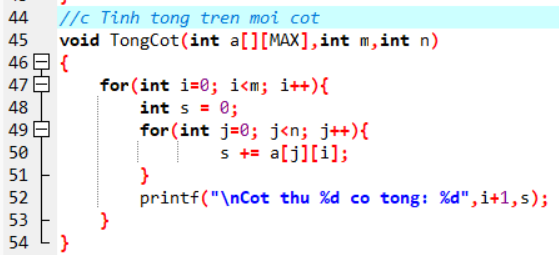 44 //c Tinh tong tren moi cot
45 void TongCot(int a[][MAX],int m,int n)
46 {
47     for(int i=0; i<m; i++){
48         int s = 0;
49         for(int j=0; j<n; j++){
50                 s += a[j][i];
51         }
52         printf("\nCot thu %d co tong: %d",i+1,s);
53     }
54 }